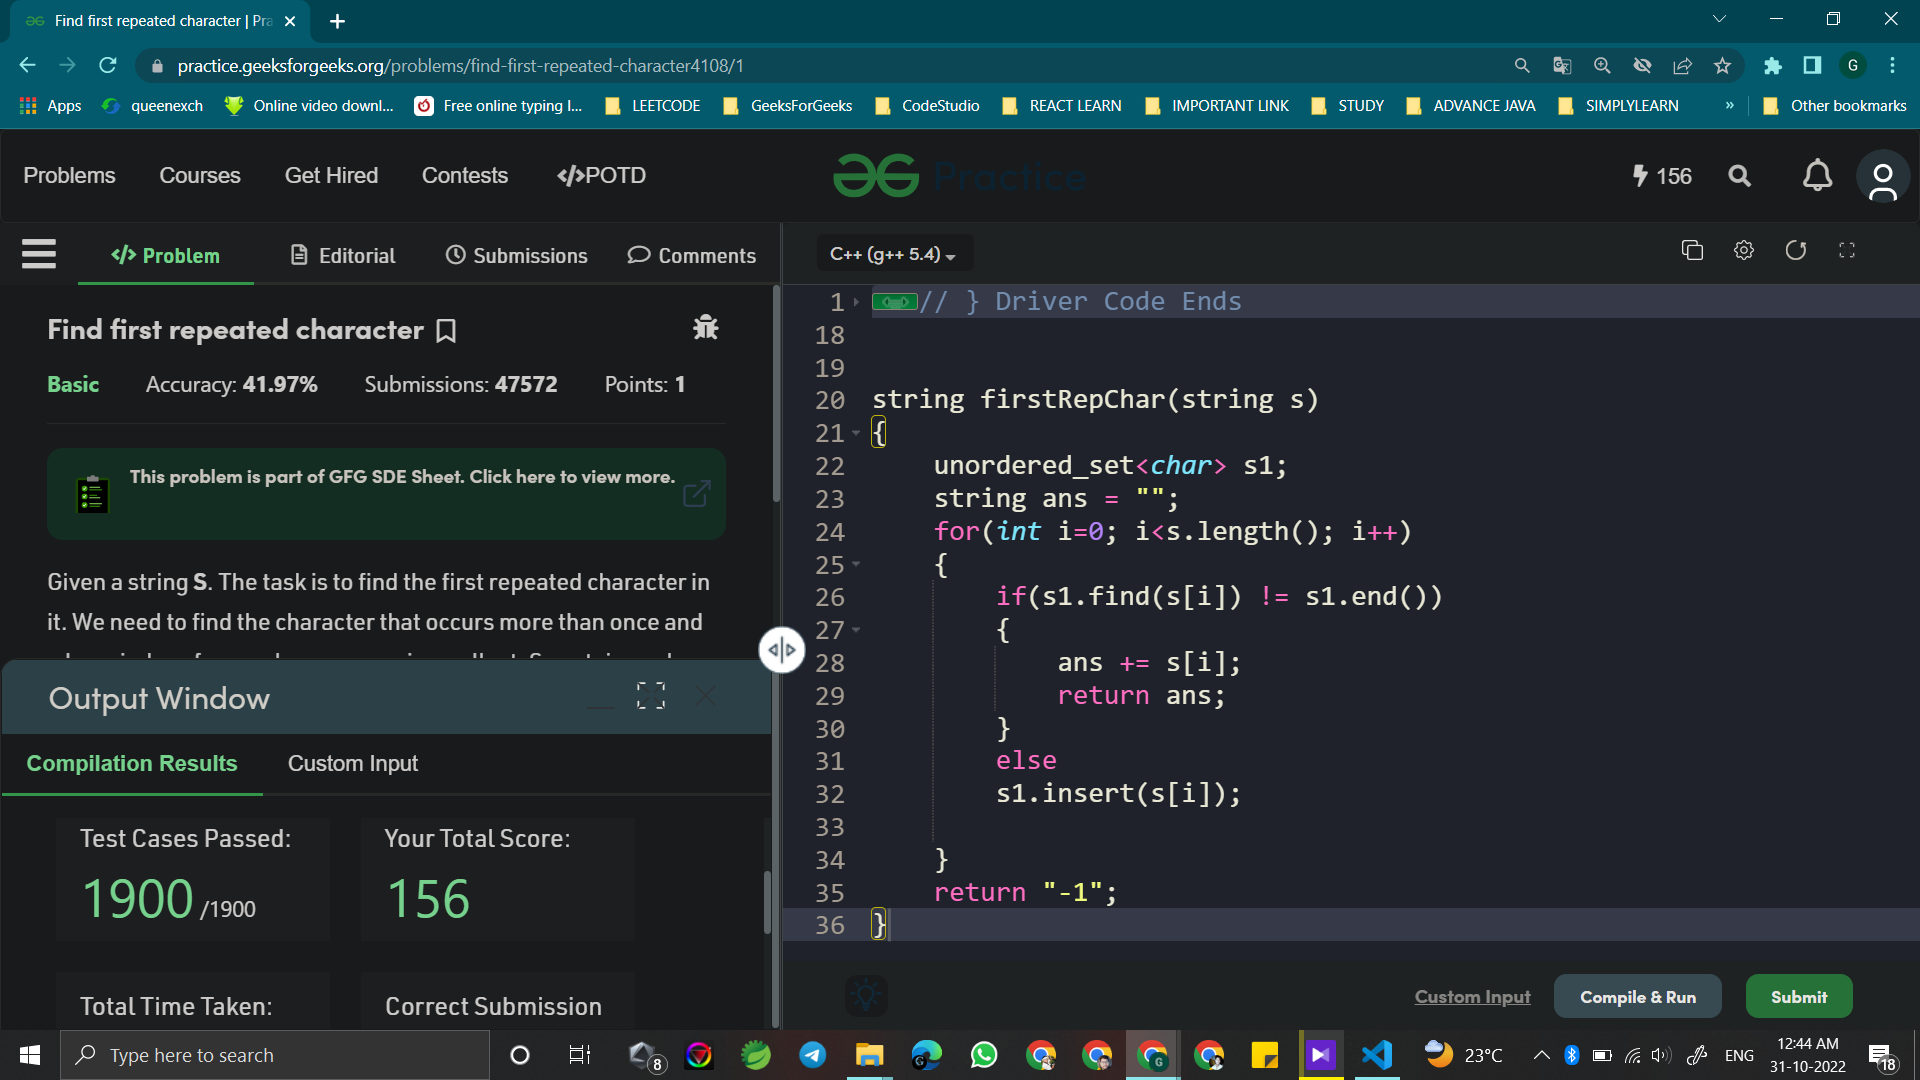 Find first repeated character | Pra
practice.geeksforgeeks.org/problems/find-first-repeated-character4108/1
G
Apps
queenexch
Online video downl...
Free online typing l...
LEETCODE
GeeksForGeeks
CodeStudio
REACT LEARN
IMPORTANT LINK
STUDY
ADVANCE JAVA
SIMPLYLEARN
»
Other bookmarks
Problems
Courses
Get Hired
Contests
</>POTD
Practice
156
</> Problem
Editorial
Submissions
Comments
C++ (g++ 5.4)
Find first repeated character
Basic
Accuracy: 41.97%
Submissions: 47572
Points: 1
This problem is part of GFG SDE Sheet. Click here to view more.
Given a string S. The task is to find the first repeated character in
it. We need to find the character that occurs more than once and
Output Window
Compilation Results
Custom Input
Test Cases Passed:
1900 /1900
Your Total Score:
156
Total Time Taken:
Correct Submission
1 // } Driver Code Ends
18
19
20 string firstRepChar(string s)
21 {
22 unordered_set<char> s1;
23 string ans = "";
24 for(int i=0; i<s.length(); i++)
25 {
26 if(s1.find(s[i]) != s1.end())
27 {
28 ans += s[i];
29 return ans;
30 }
31 else
32 s1.insert(s[i]);
33
34 }
35 return "-1";
36 }
Custom Input
Compile & Run
Submit
Type here to search
8
23°C
ENG
12:44 AM
31-10-2022
18